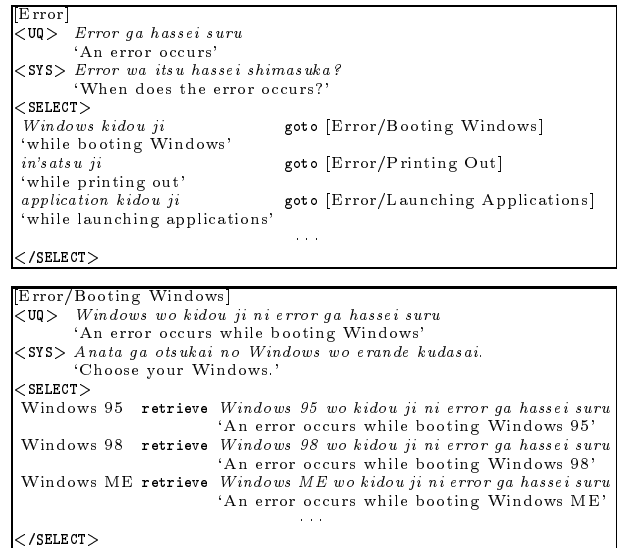 [Error]
<UQ> Error ga hassei suru
‘An error occurs’
<SYS> Error wa itsu hassei shimasuka?
‘When does the error occurs?’
<SELECT>
Windows kidou ji goto [Error/Booting Windows]
‘while booting Windows’
in'satsu ji goto [Error/Printing Out]
‘while printing out’
application kidou ji goto [Error/Launching Applications]
‘while launching applications’
...
</SELECT>
[Error/Booting Windows]
<UQ> Windows wo kidou ji ni error ga hassei suru
‘An error occurs while booting Windows’
<SYS> Anata ga otsukai no Windows wo erande kudasai.
‘Choose your Windows.’
<SELECT>
Windows 95 retrieve Windows 95 wo kidou ji ni error ga hassei suru
‘An error occurs while booting Windows 95’
Windows 98 retrieve Windows 98 wo kidou ji ni error ga hassei suru
‘An error occurs while booting Windows 98’
Windows ME retrieve Windows ME wo kidou ji ni error ga hassei suru
‘An error occurs while booting Windows ME’
...
</SELECT>